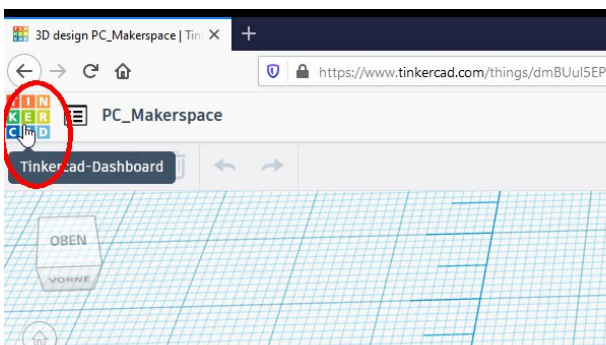 3D design PC_Makerspace | Tin
https://www.tinkercad.com/things/dmBUul5EP
TIN
KER
CAD
PC_Makerspace
Tinkercad-Dashboard
OBEN
VORNE